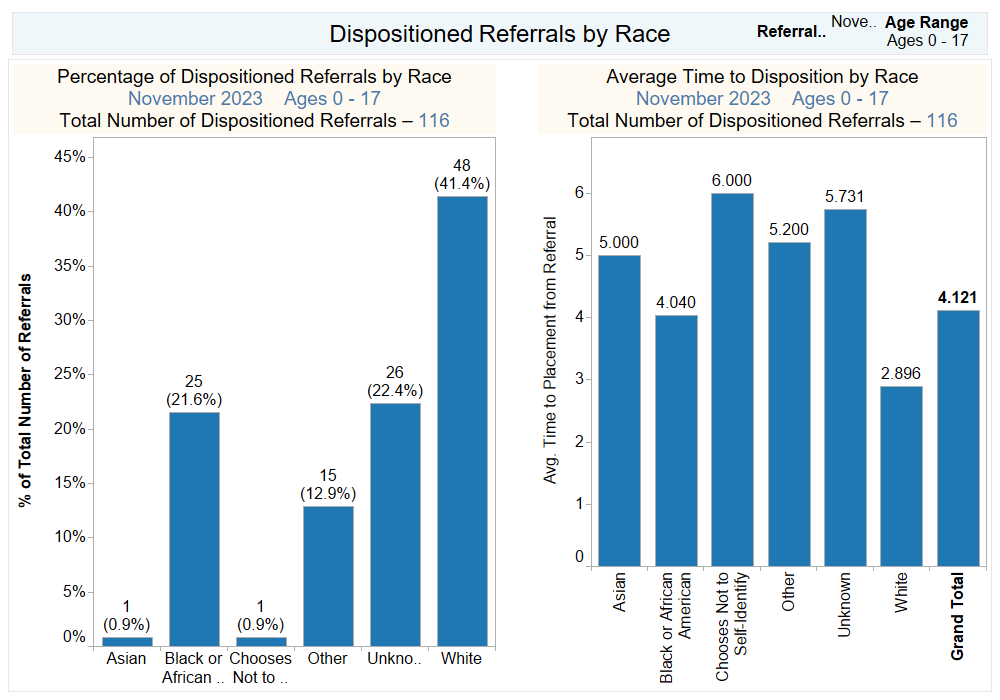 Dispositioned Referrals by Race
Referral.. Nove.. Age Range
Ages 0 - 17
Percentage of Dispositioned Referrals by Race
November 2023 Ages 0 - 17
Total Number of Dispositioned Referrals – 116
% of Total Number of Referrals
45%
40%
35%
30%
25%
20%
15%
10%
5%
0%
1
(0.9%)
25
(21.6%)
1
(0.9%)
15
(12.9%)
26
(22.4%)
48
(41.4%)
Asian
Black or
African ..
Chooses
Not to ..
Other
Unkno..
White
Average Time to Disposition by Race
November 2023 Ages 0 - 17
Total Number of Dispositioned Referrals – 116
Avg. Time to Placement from Referral
6
5
4
3
2
1
0
5.000
4.040
6.000
5.200
5.731
2.896
4.121
Asian
Black or African
American
Chooses Not to
Self-Identify
Other
Unknown
White
Grand Total